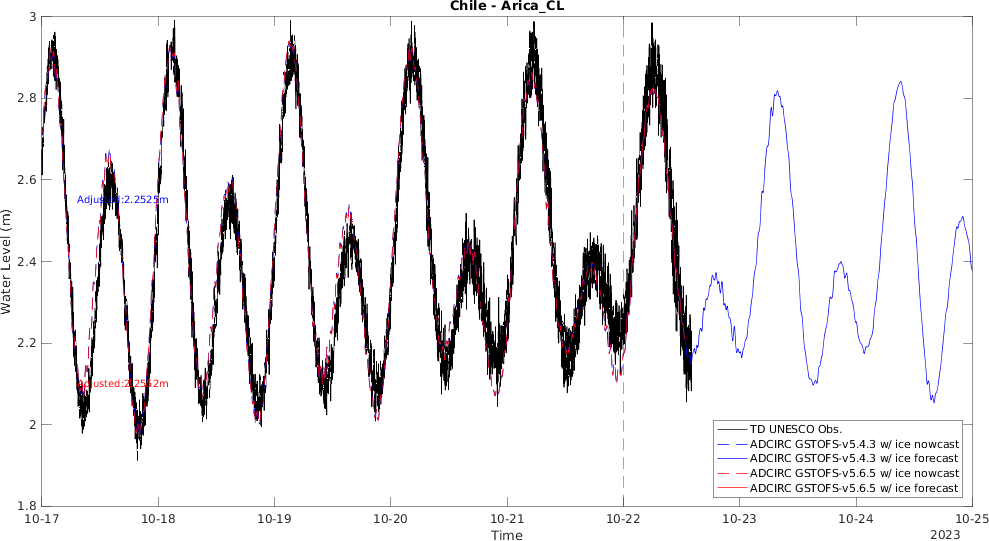 Chile - Arica_CL
3
2.8
2.6
2.4
2.2
2
1.8
Water Level (m)
Adjusted:2.2525m
Adjusted:2.2562m
TD UNESCO Obs.
ADCIRC GSTOFS-v5.4.3 w/ ice nowcast
ADCIRC GSTOFS-v5.4.3 w/ ice forecast
ADCIRC GSTOFS-v5.6.5 w/ ice nowcast
ADCIRC GSTOFS-v5.6.5 w/ ice forecast
10-17 10-18 10-19 10-20 10-21 10-22 10-23 10-24 10-25
Time
2023